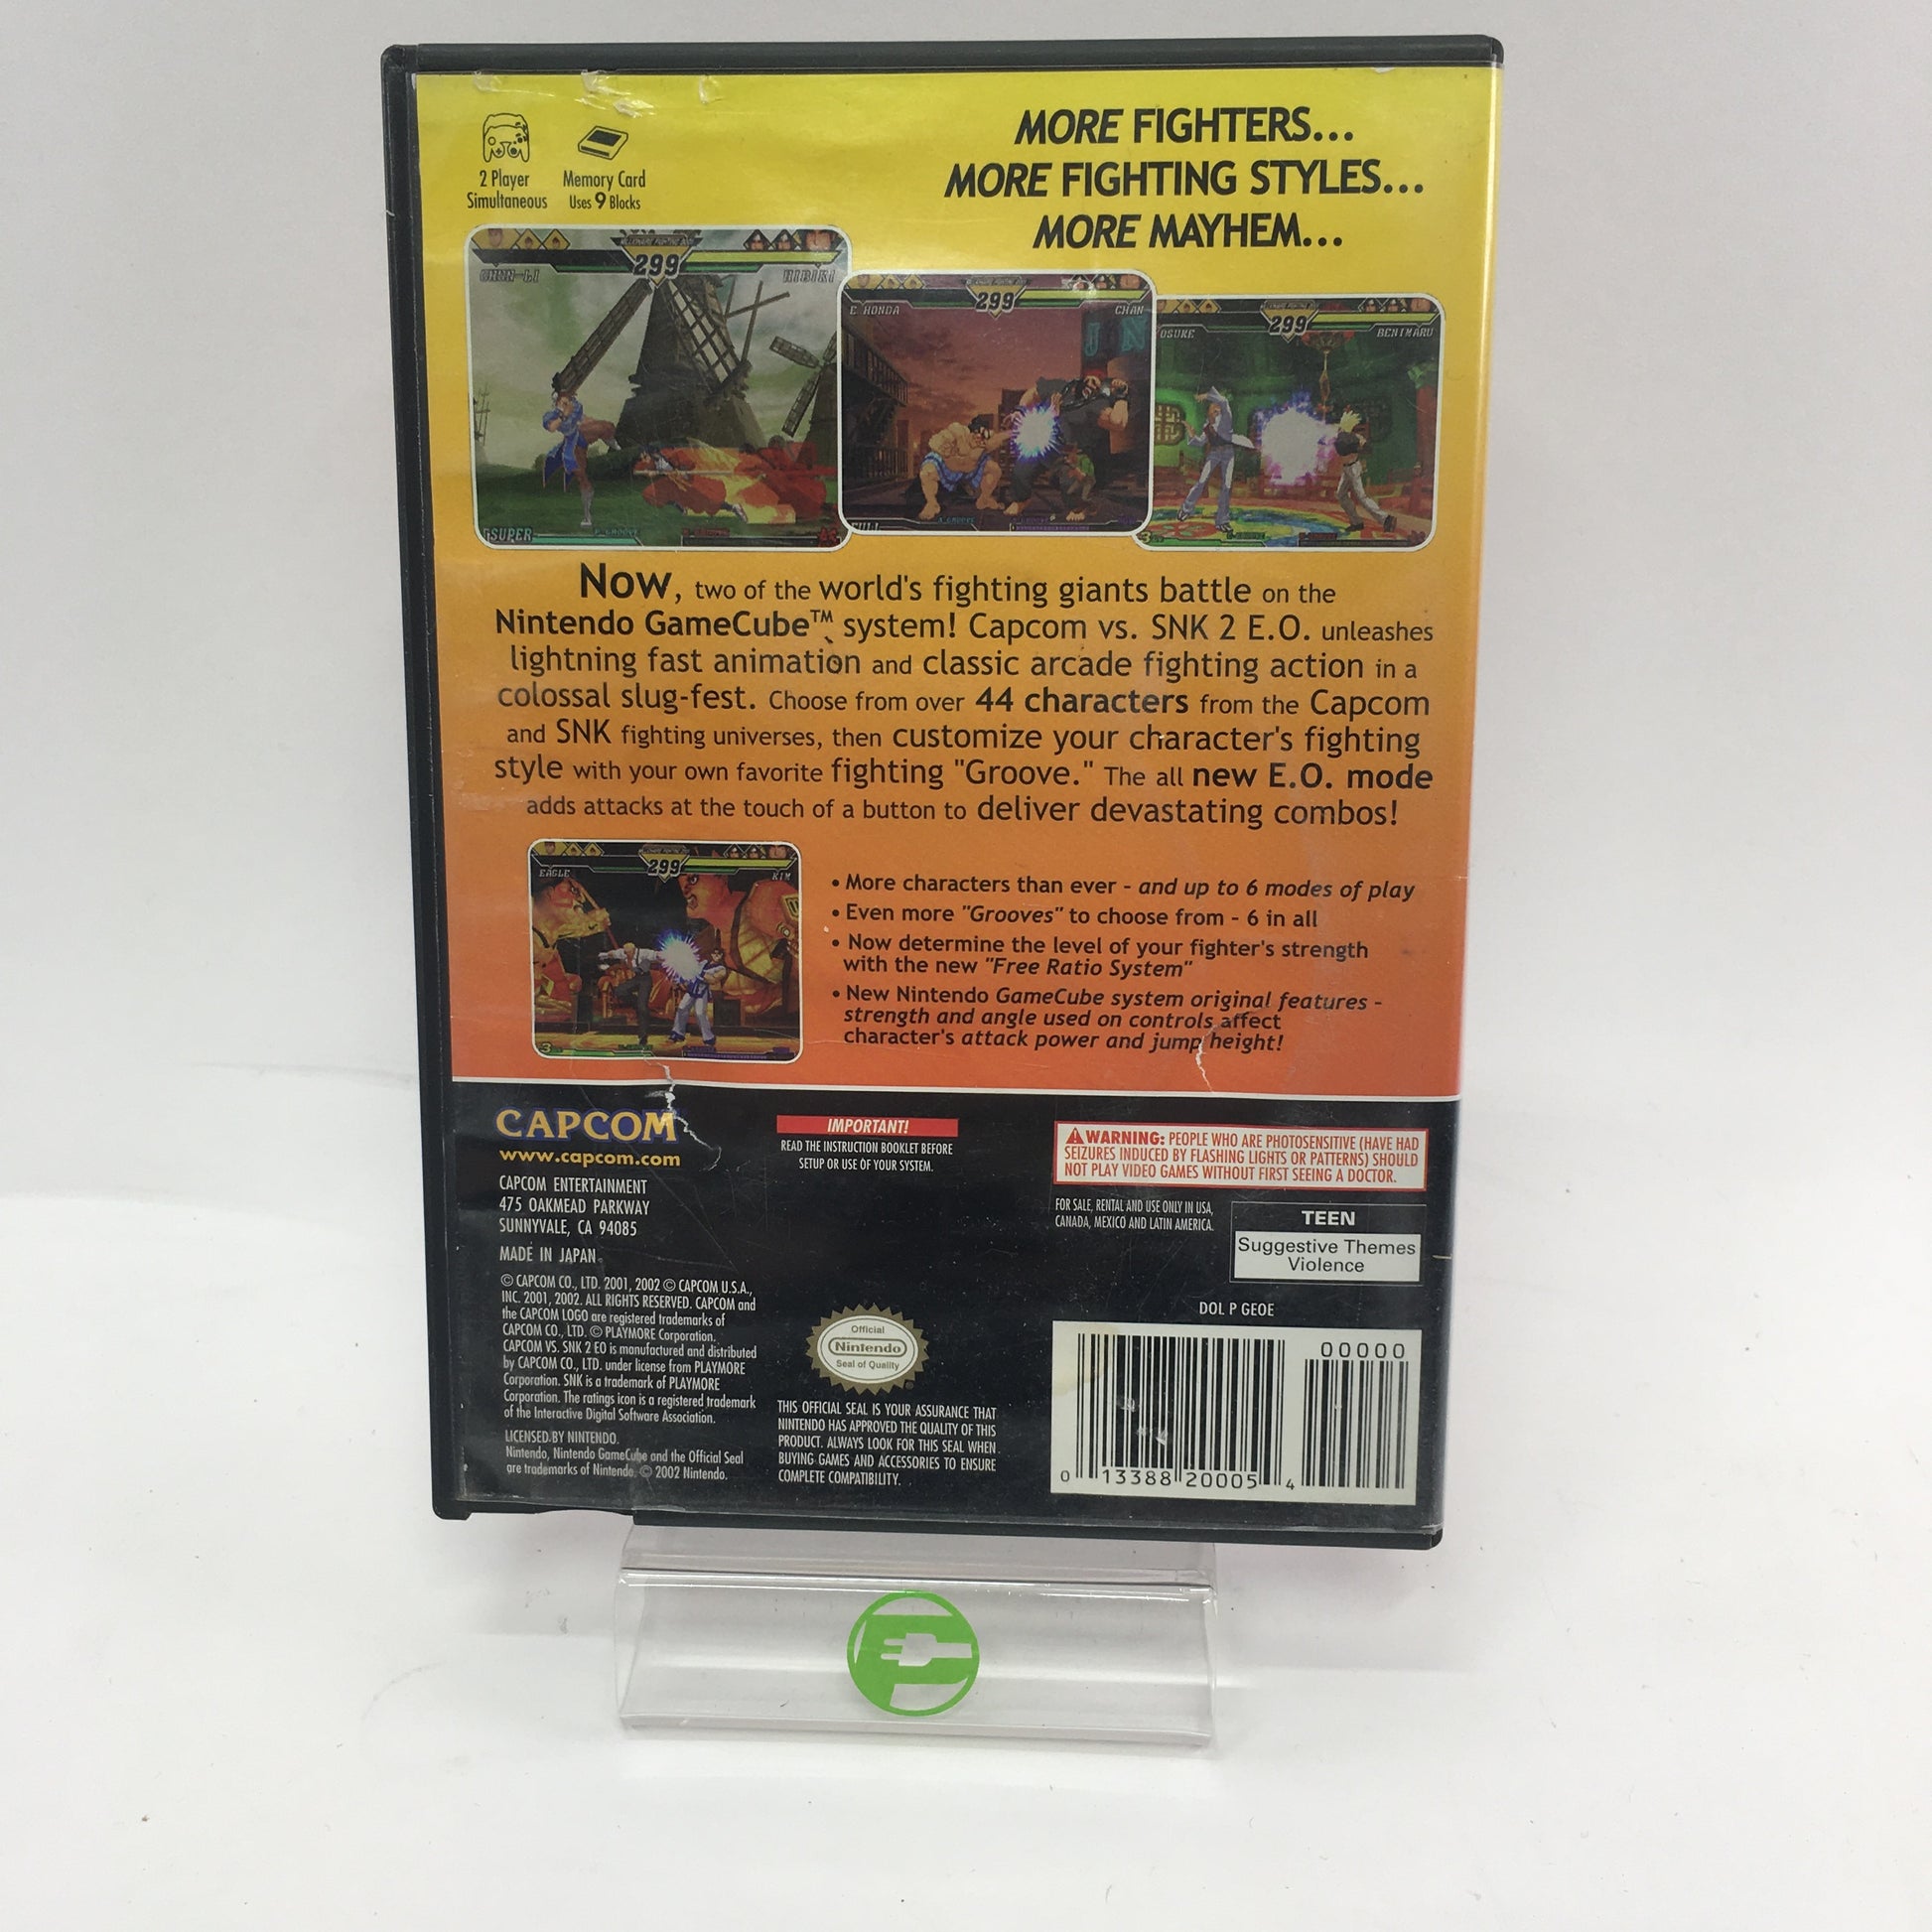 MORE FIGHTERS...
MORE FIGHTING STYLES...
MORE MAYHEM...
2 Player
Simultaneous
Memory Card
Uses 9 Blocks
299
CHUN-LI
HIBIKI
SUPER
299
E HONDA
CHAN
299
OSUKE
BENIMARU
Now, two of the world's fighting giants battle on the
Nintendo GameCube™ system! Capcom vs. SNK 2 E.O. unleashes
lightning fast animation and classic arcade fighting action in a
colossal slug-fest. Choose from over 44 characters from the Capcom
and SNK fighting universes, then customize your character's fighting
style with your own favorite fighting "Groove." The all new E.O. mode
adds attacks at the touch of a button to deliver devastating combos!
299
EAGLE
KIM
• More characters than ever - and up to 6 modes of play
• Even more "Grooves" to choose from - 6 in all
• Now determine the level of your fighter's strength
with the new "Free Ratio System"
• New Nintendo GameCube system original features -
strength and angle used on controls affect
character's attack power and jump height!
CAPCOM
www.capcom.com
CAPCOM ENTERTAINMENT
475 OAKMEAD PARKWAY
SUNNYVALE, CA 94085
MADE IN JAPAN
© CAPCOM CO., LTD. 2001, 2002 © CAPCOM U.S.A.,
INC. 2001, 2002. ALL RIGHTS RESERVED. CAPCOM and
the CAPCOM LOGO are registered trademarks of
CAPCOM CO., LTD. © PLAYMORE Corporation.
CAPCOM VS. SNK 2 EO is manufactured and distributed
by CAPCOM CO., LTD. under license from PLAYMORE
Corporation. SNK is a trademark of PLAYMORE
Corporation. The ratings icon is a registered trademark
of the Interactive Digital Software Association.
LICENSED BY NINTENDO.
Nintendo, Nintendo GameCube and the Official Seal
are trademarks of Nintendo. © 2002 Nintendo.
IMPORTANT!
READ THE INSTRUCTION BOOKLET BEFORE
SETUP OR USE OF YOUR SYSTEM.
Official
Nintendo
Seal of Quality
THIS OFFICIAL SEAL IS YOUR ASSURANCE THAT
NINTENDO HAS APPROVED THE QUALITY OF THIS
PRODUCT. ALWAYS LOOK FOR THIS SEAL WHEN
BUYING GAMES AND ACCESSORIES TO ENSURE
COMPLETE COMPATIBILITY.
WARNING: PEOPLE WHO ARE PHOTOSENSITIVE (HAVE HAD
SEIZURES INDUCED BY FLASHING LIGHTS OR PATTERNS) SHOULD
NOT PLAY VIDEO GAMES WITHOUT FIRST SEEING A DOCTOR.
FOR SALE, RENTAL AND USE ONLY IN USA,
CANADA, MEXICO AND LATIN AMERICA.
TEEN
Suggestive Themes
Violence
DOL P GEOE
00000
0 13388 20005 4